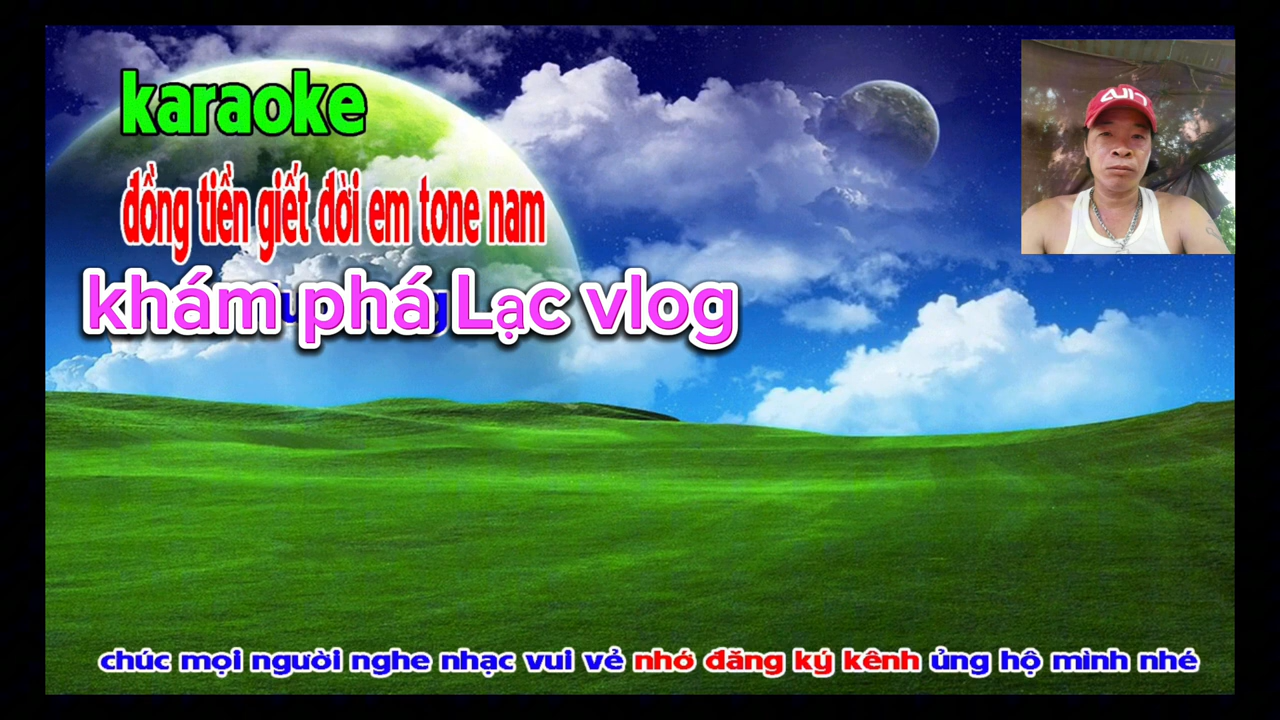 karaoke
đồng tiền giết đời em tone nam
khám phá Lạc vlog
chúc mọi người nghe nhạc vui vẻ nhớ đăng ký kênh ủng hộ mình nhé